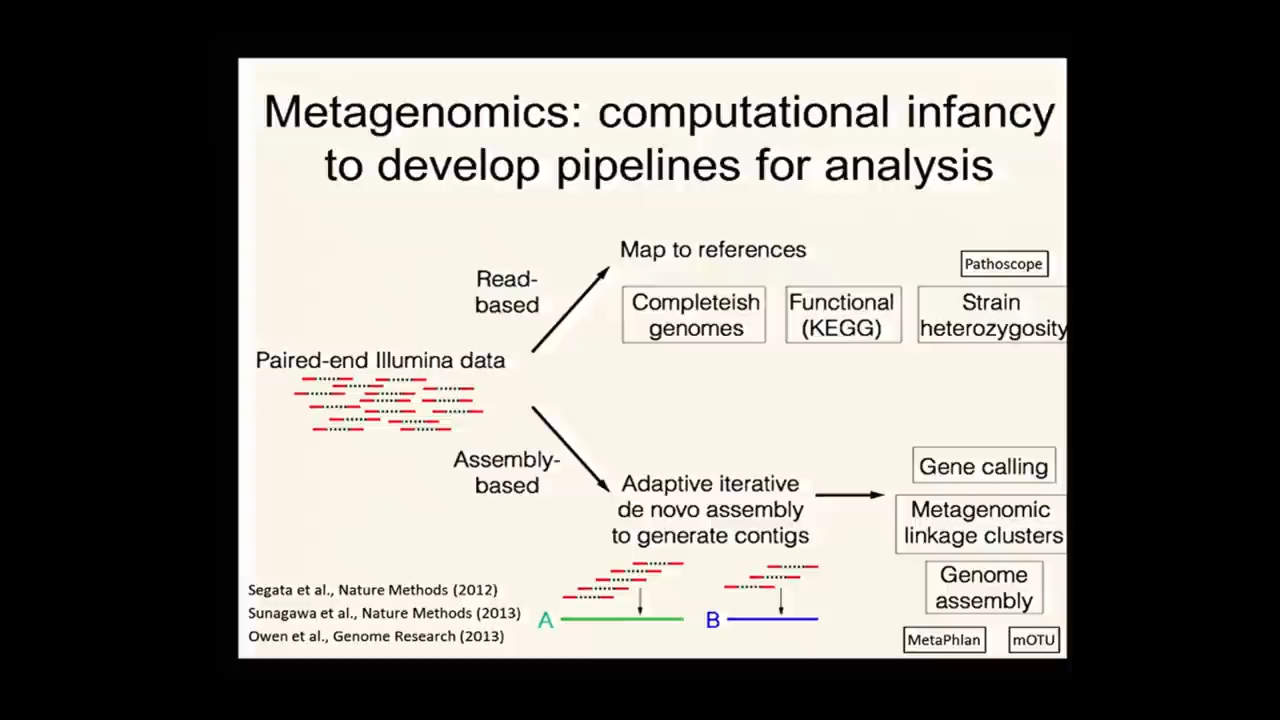 Metagenomics: computational infancy
to develop pipelines for analysis
Map to references
Pathoscope
Read-
based
Completeish
genomes
Functional
(KEGG)
Strain
heterozygosity
Paired-end Illumina data
Assembly-
based
Adaptive iterative
de novo assembly
to generate contigs
Gene calling
Metagenomic
linkage clusters
Genome
assembly
Segata et al., Nature Methods (2012)
Sunagawa et al., Nature Methods (2013)
Owen et al., Genome Research (2013)
A
B
MetaPhlan
mOTU